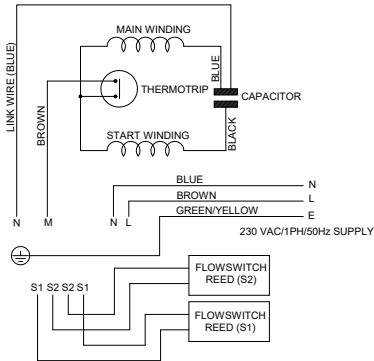 MAIN WINDING
LINK WIRE (BLUE)
BROWN
THERMOTRIP
BLUE
CAPACITOR
BLACK
START WINDING
BLUE
N
BROWN
L
GREEN/YELLOW
E
N M N L
230 VAC/1PH/50Hz SUPPLY
S1 S2 S2 S1
FLOWSWITCH
REED (S2)
FLOWSWITCH
REED (S1)